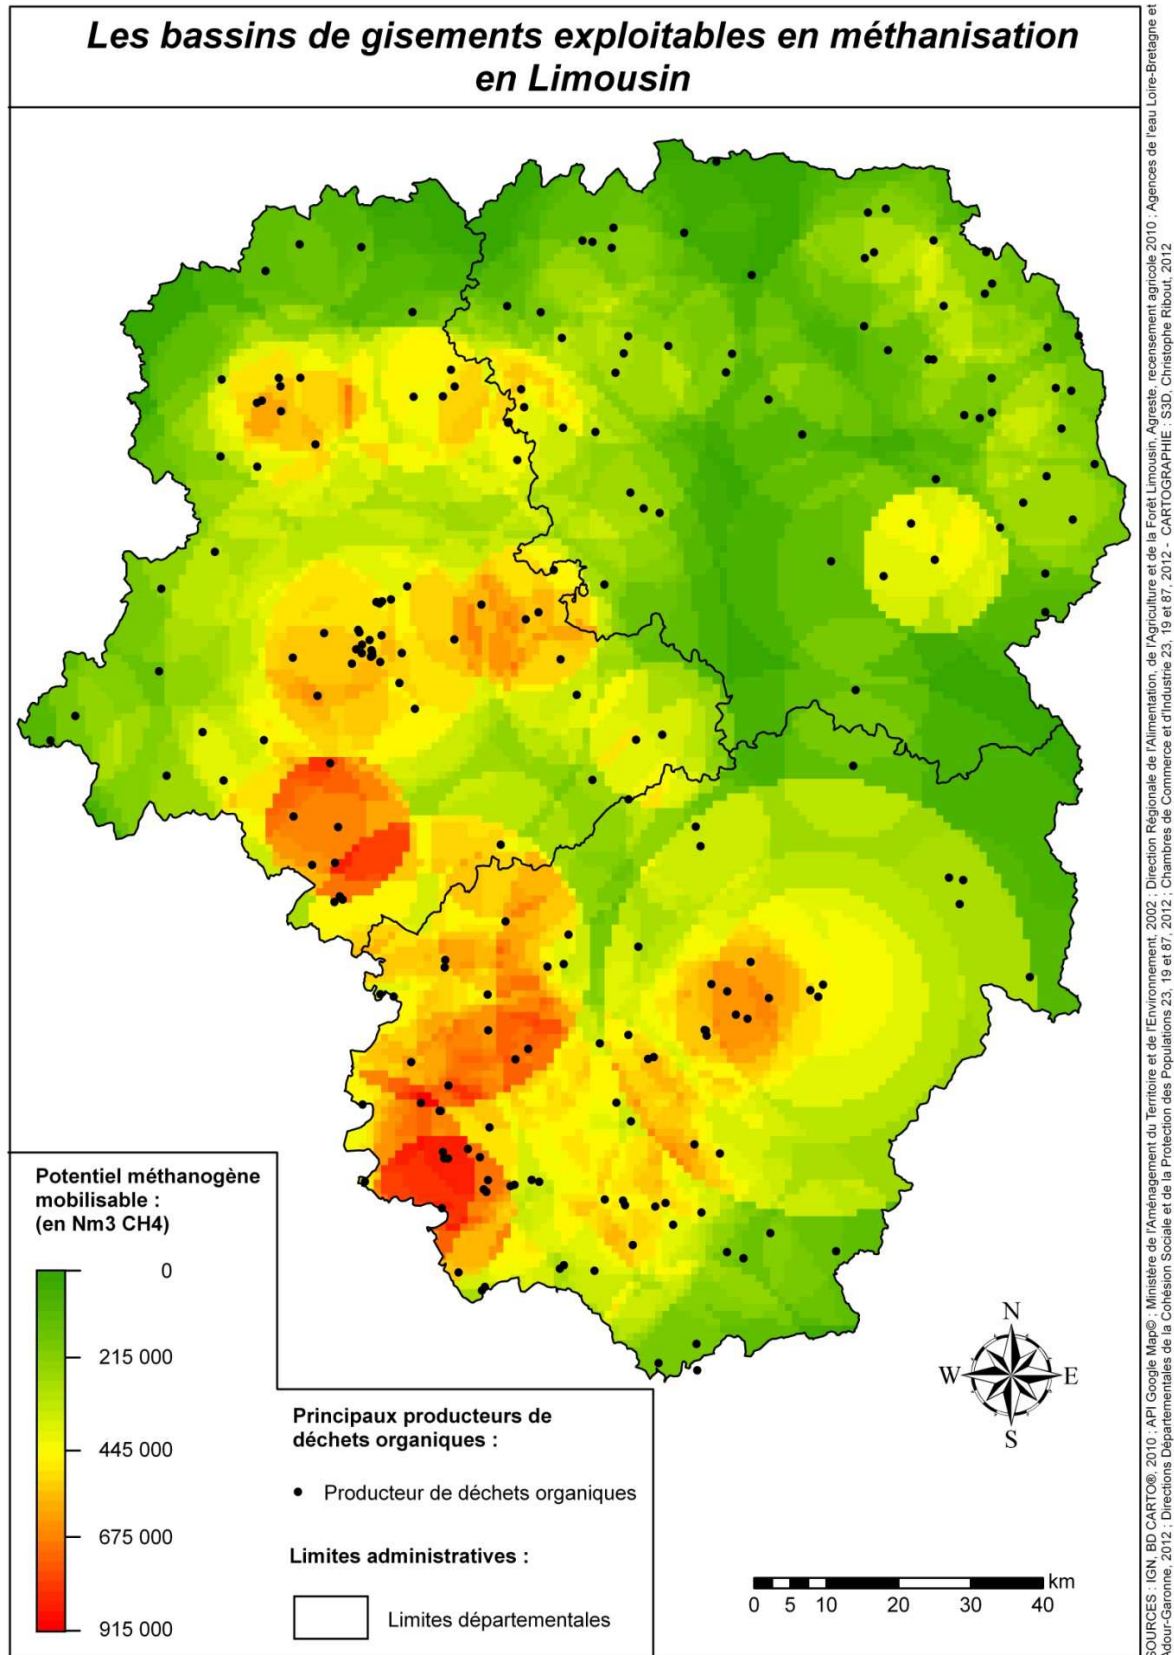 Les bassins de gisements exploitables en méthanisation
en Limousin
Potentiel méthanogène
mobilisable :
(en Nm3 CH4)
0
215 000
445 000
675 000
915 000
Principaux producteurs de
déchets organiques :
Producteur de déchets organiques
Limites administratives :
Limites départementales
N
W E
S
km
0 5 10 20 30 40
SOURCES : IGN, BD CARTO®, 2010 ; API Google Map© ; Ministère de l'Aménagement du Territoire et de l'Environnement, 2002 ; Direction Régionale de l'Alimentation, de l'Agriculture et de la Forêt Limousin, Agreste, recensement agricole 2010 ; Agences de l'eau Loire-Bretagne et
Adour-Garonne, 2012 ; Directions Départementales de la Cohésion Sociale et de la Protection des Populations 23, 19 et 87, 2012 ; Chambres de Commerce et d'Industrie 23, 19 et 87, 2012 - CARTOGRAPHIE : S3D, Christophe Ribout, 2012